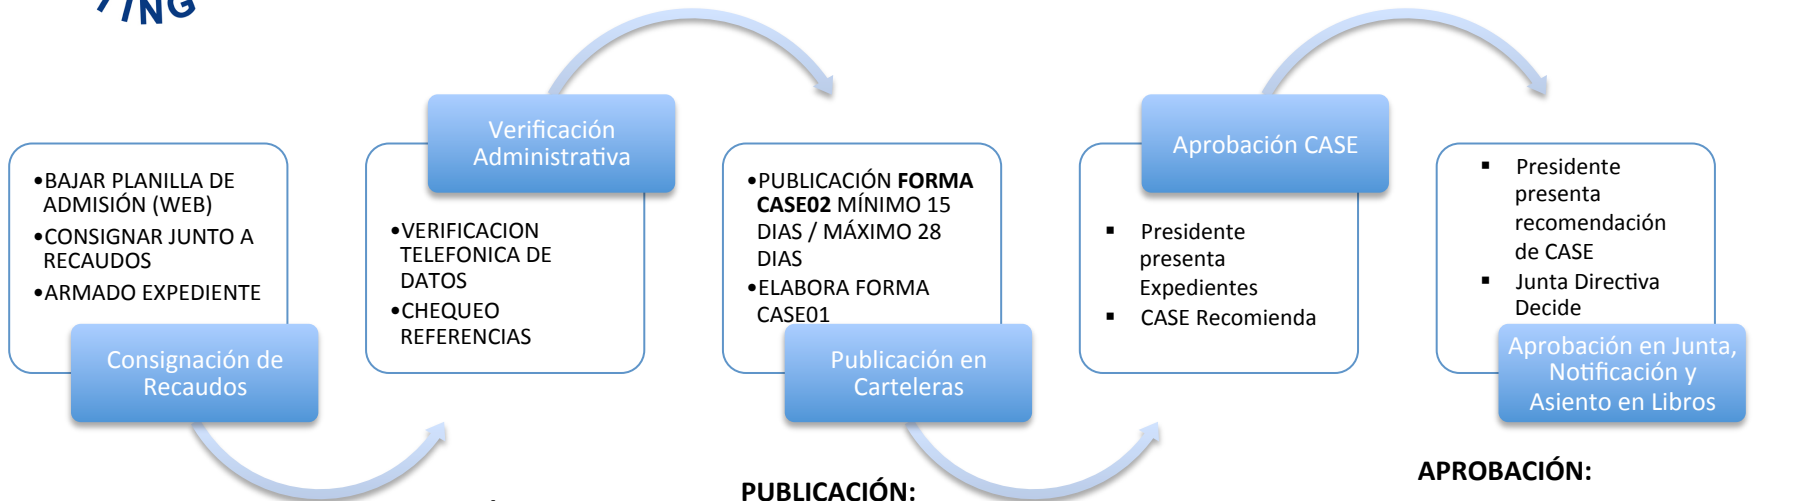 ING
•BAJAR PLANILLA DE
ADMISIÓN (WEB)
•CONSIGNAR JUNTO A
RECAUDOS
•ARMADO EXPEDIENTE
Consignación de
Recaudos
Verificación
Administrativa
•VERIFICACION
TELEFONICA DE
DATOS
•CHEQUEO
REFERENCIAS
•PUBLICACIÓN FORMA
CASE02 MÍNIMO 15
DIAS / MÁXIMO 28
DIAS
•ELABORA FORMA
CASE01
Publicación en
Carteleras
Aprobación CASE
▪ Presidente
presenta
Expedientes
▪ CASE Recomienda
▪ Presidente
presenta
recomendación
de CASE
▪ Junta Directiva
Decide
Aprobación en Junta,
Notificación y
Asiento en Libros
PUBLICACIÓN:
APROBACIÓN: